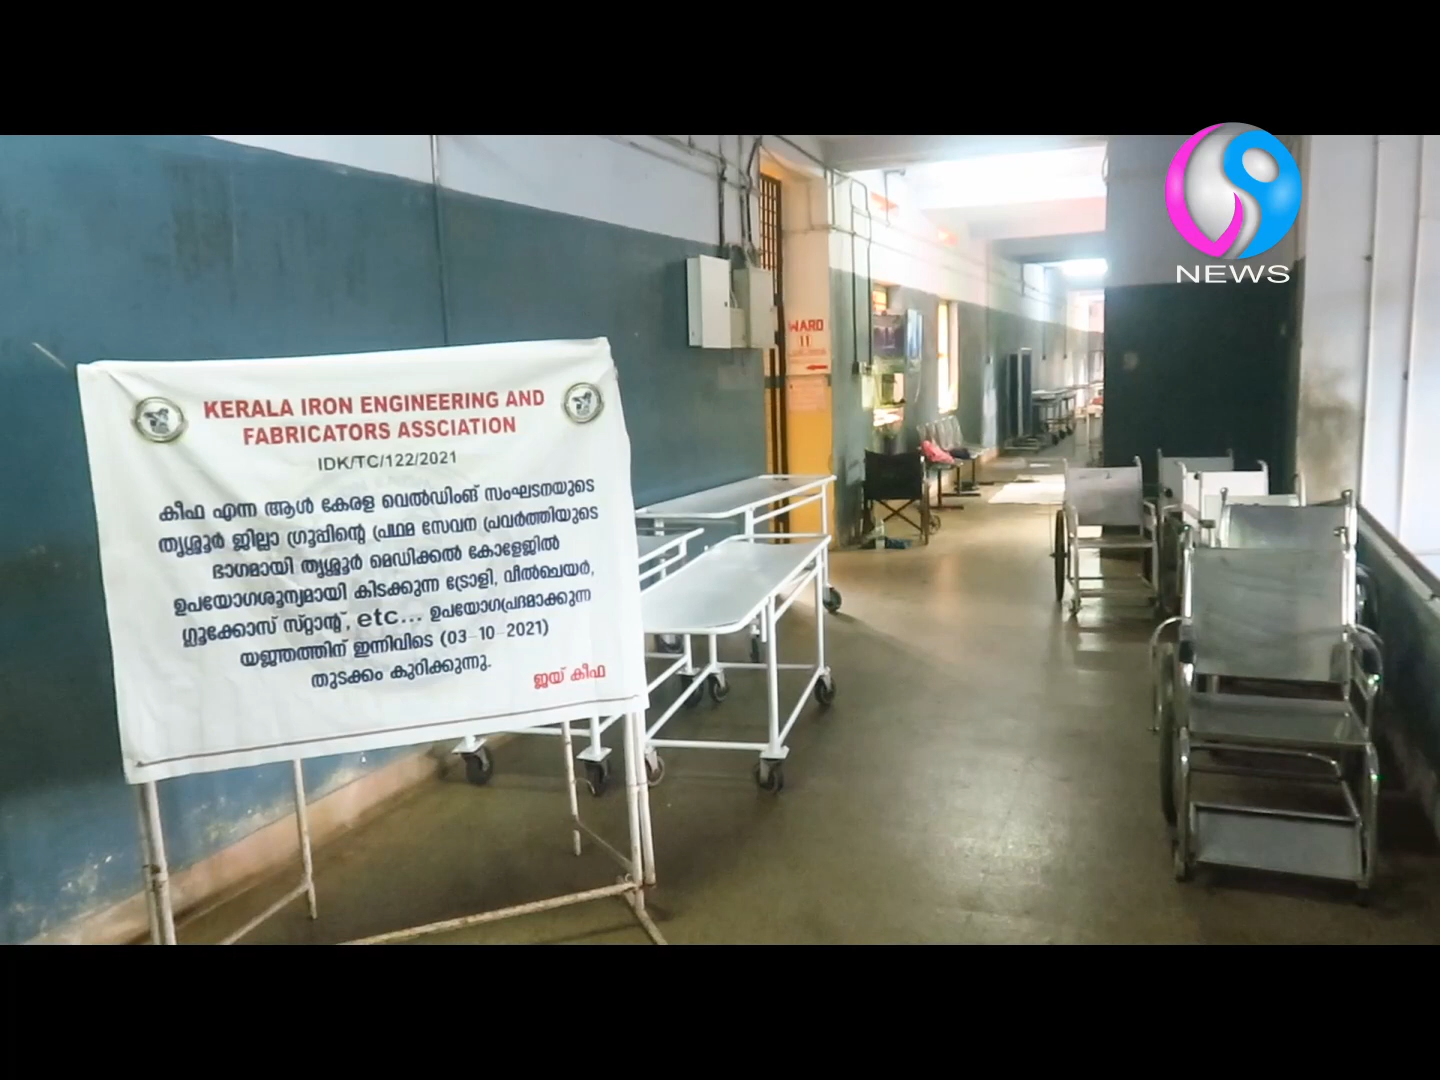 KERALA IRON ENGINEERING AND
FABRICATORS ASSCIATION
IDK/TC/122/2021
കീഫ എന്ന ആൾ കേരള വെൽഡിംങ് സംഘടനയുടെ
തൃശ്ശൂർ ജില്ലാ ഗ്രൂപ്പിന്റെ പ്രഥമ സേവന പ്രവർത്തിയുടെ
ഭാഗമായി തൃശ്ശൂർ മെഡിക്കൽ കോളേജിൽ
ഉപയോഗശൂന്യമായി കിടക്കുന്ന ട്രോളി, വീൽചെയർ,
ഗ്ലൂക്കോസ് സ്റ്റാന്റ്, etc... ഉപയോഗപ്രദമാക്കുന്ന
യജ്ഞത്തിന് ഇന്നിവിടെ (03-10-2021)
തുടക്കം കുറിക്കുന്നു.
ജയ് കീഫ
WARD
11
NEWS